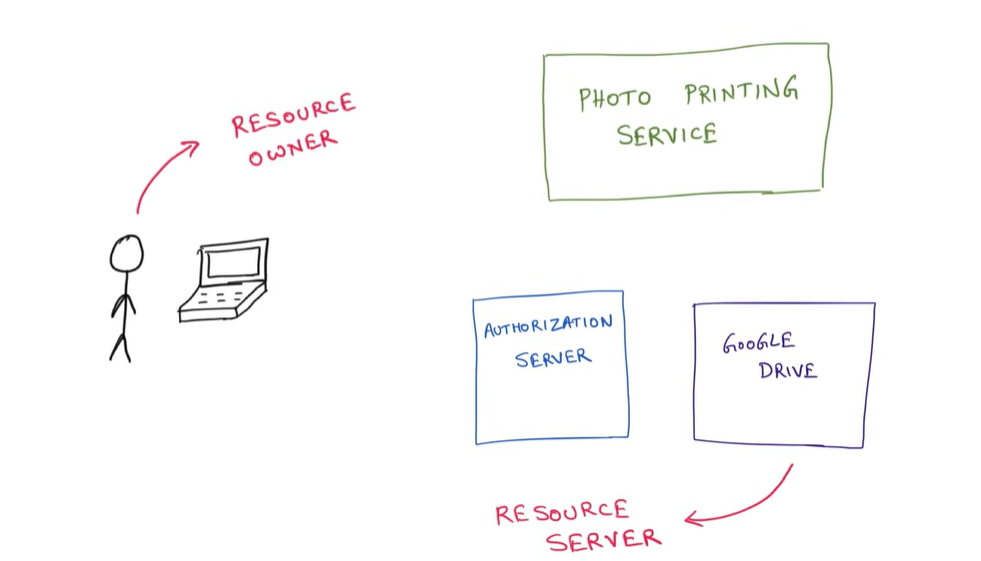 RESOURCE
OWNER
PHOTO PRINTING
SERVICE
AUTHORIZATION
SERVER
GOOGLE
DRIVE
RESOURCE
SERVER